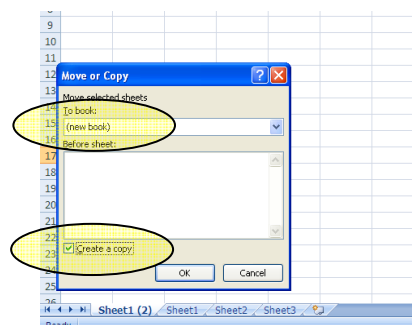 9
10
11
12 Move or Copy
13 Move selected sheets
14 To book:
15 (new book)
16 Before sheet:
17
18
19
20
21
22
23 Create a copy
24 OK Cancel
25
26
Sheet1 (2) Sheet1 Sheet2 Sheet3
Ready